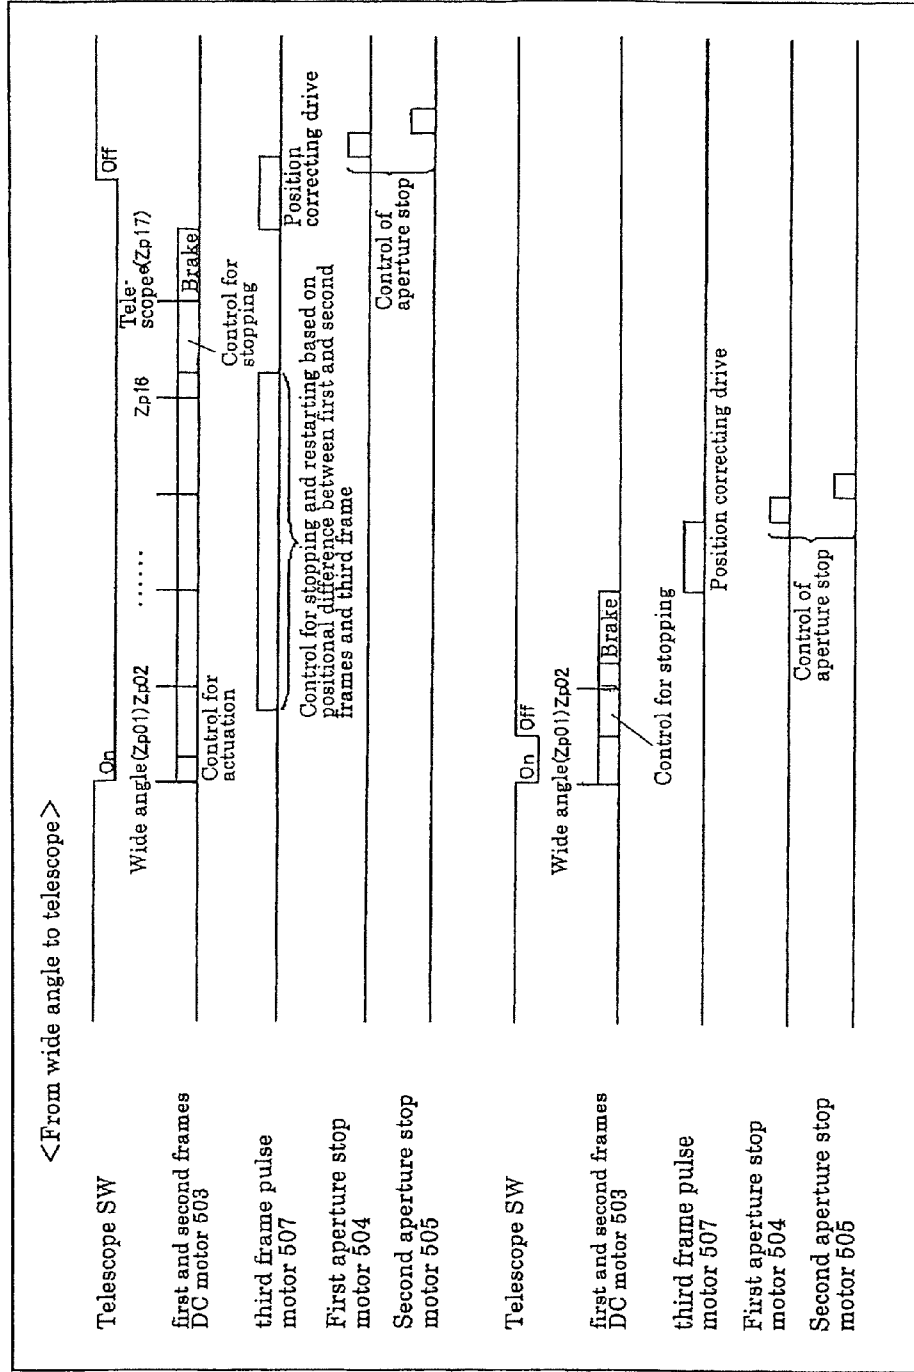 <From wide angle to telescope>
Telescope SW
On
Off
Wide angle(Zp01)Zp02
......
Zp16
Tele-
scope(Zp17)
first and second frames
DC motor 503
Control for
actuation
Control for
stopping
Brake
third frame pulse
motor 507
Control for stopping and restarting based on
positional difference between first and second
frames and third frame
Position
correcting drive
First aperture stop
motor 504
Second aperture stop
motor 505
Control of
aperture stop
Telescope SW
On
Off
Wide angle(Zp01)Zp02
first and second frames
DC motor 503
Brake
Control for stopping
third frame pulse
motor 507
Position correcting drive
First aperture stop
motor 504
Second aperture stop
motor 505
Control of
aperture stop